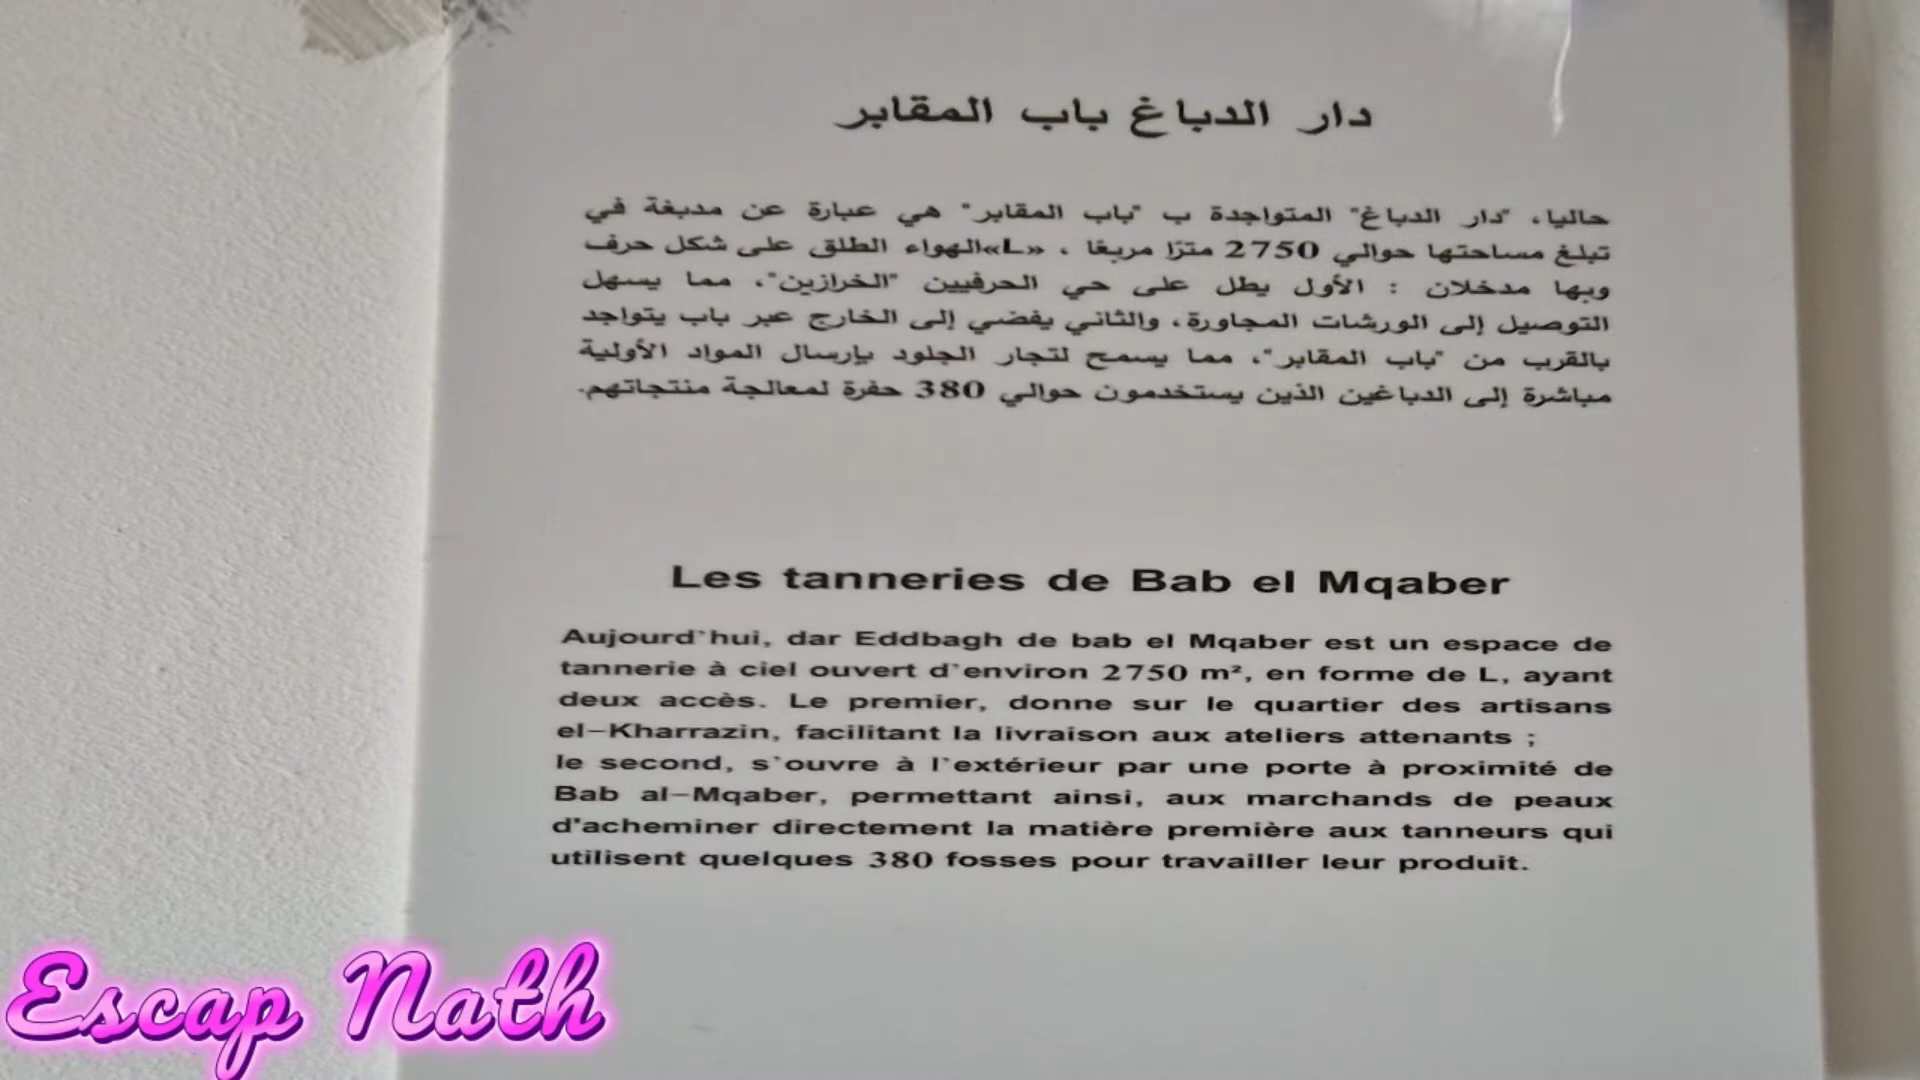 دار الدباغ باب المقابر
حاليا، "دار الدباغ" المتواجدة ب "باب المقابر" هي عبارة عن مدبغة في
تبلغ مساحتها حوالي 2750 مترًا مربعًا ، «L»الهواء الطلق على شكل حرف
وبها مدخلان : الأول يطل على حي الحرفيين "الخرازين"، مما يسهل
التوصيل إلى الورشات المجاورة، والثاني يفضي إلى الخارج عبر باب يتواجد
بالقرب من "باب المقابر"، مما يسمح لتجار الجلود بإرسال المواد الأولية
مباشرة إلى الدباغين الذين يستخدمون حوالي 380 حفرة لمعالجة منتجاتهم.
Les tanneries de Bab el Mqaber
Aujourd'hui, dar Eddbagh de bab el Mqaber est un espace de
tannerie à ciel ouvert d'environ 2750 m², en forme de L, ayant
deux accès. Le premier, donne sur le quartier des artisans
el-Kharrazin, facilitant la livraison aux ateliers attenants ;
le second, s'ouvre à l'extérieur par une porte à proximité de
Bab al-Mqaber, permettant ainsi, aux marchands de peaux
d'acheminer directement la matière première aux tanneurs qui
utilisent quelques 380 fosses pour travailler leur produit.
Escap Nath